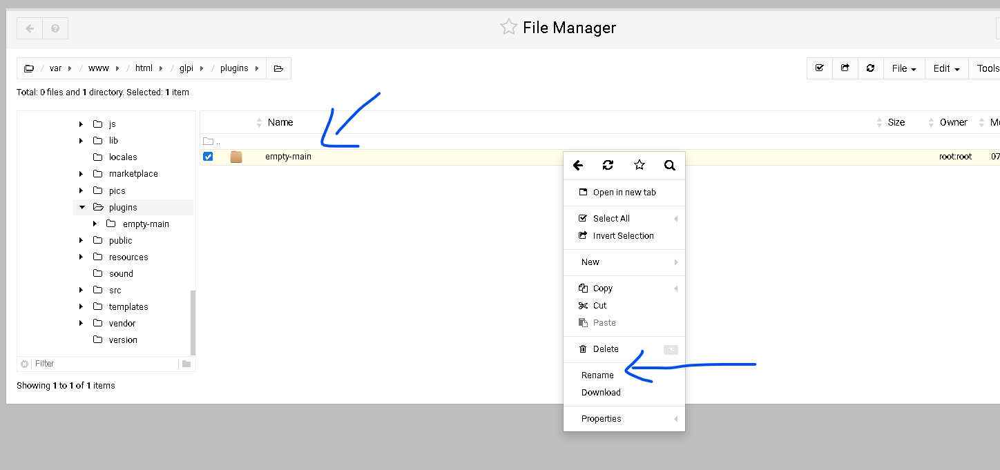 File Manager
/ var / www / html / glpi / plugins
File Edit Tools
Total: 0 files and 1 directory. Selected: 1 item
js
lib
locales
marketplace
pics
plugins
empty-main
public
resources
sound
src
templates
vendor
version
Filter
Showing 1 to 1 of 1 items
Name Size Owner Mo
..
empty-main root:root 07
Open in new tab
Select All
Invert Selection
New
Copy
Cut
Paste
Delete
Rename
Download
Properties